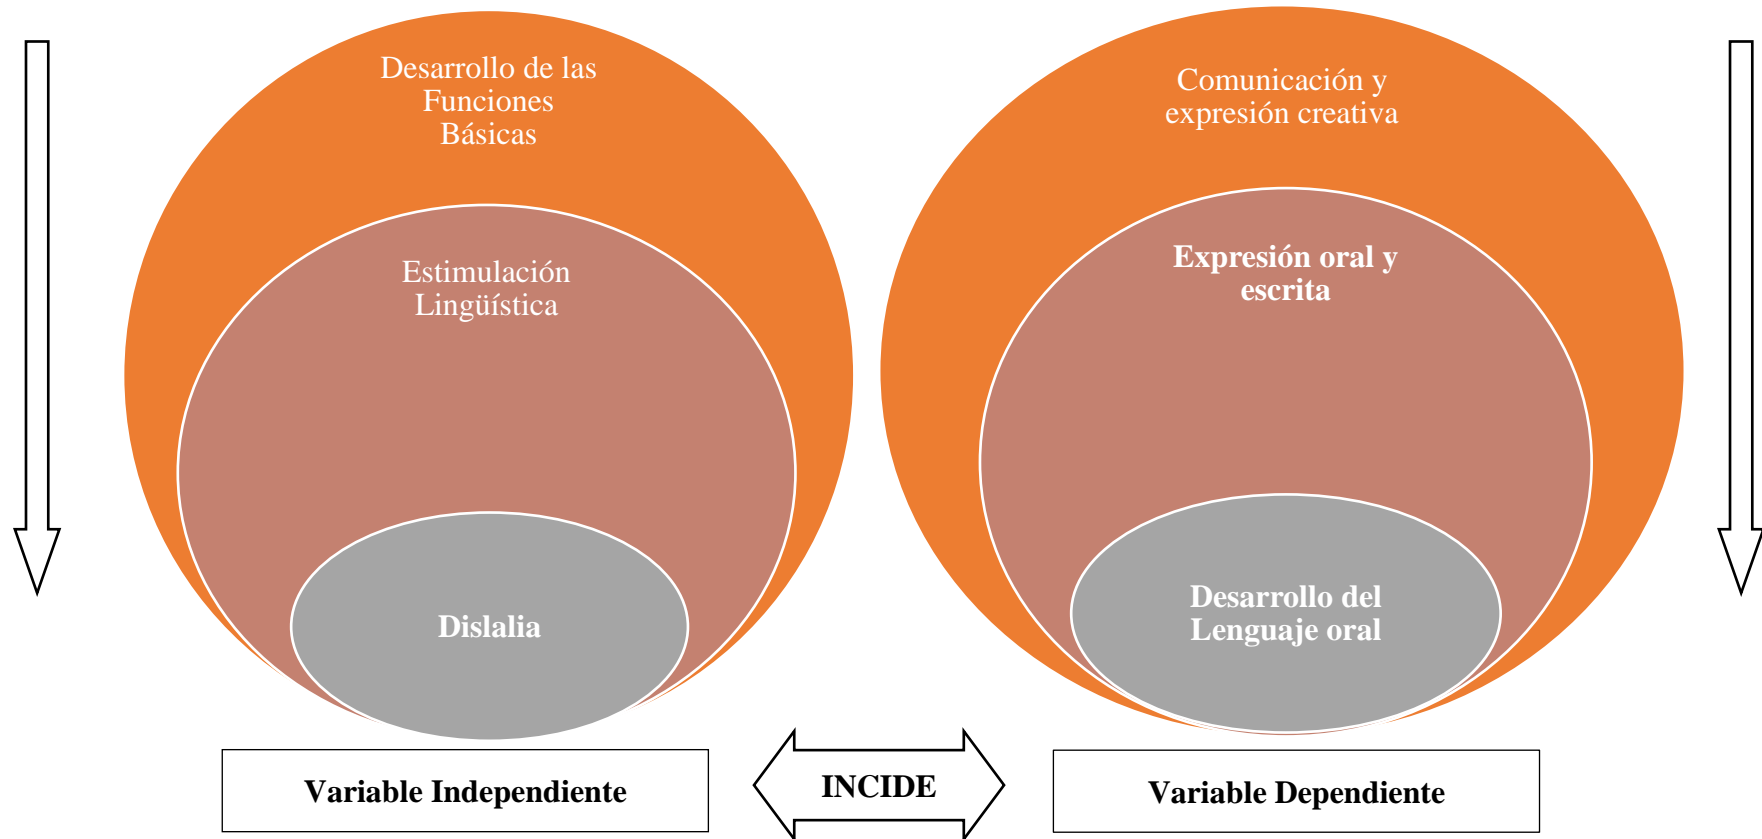 Desarrollo de las
Funciones
Básicas
Estimulación
Lingüística
Dislalia
Comunicación y
expresión creativa
Expresión oral y
escrita
Desarrollo del
Lenguaje oral
Variable Independiente
INCIDE
Variable Dependiente